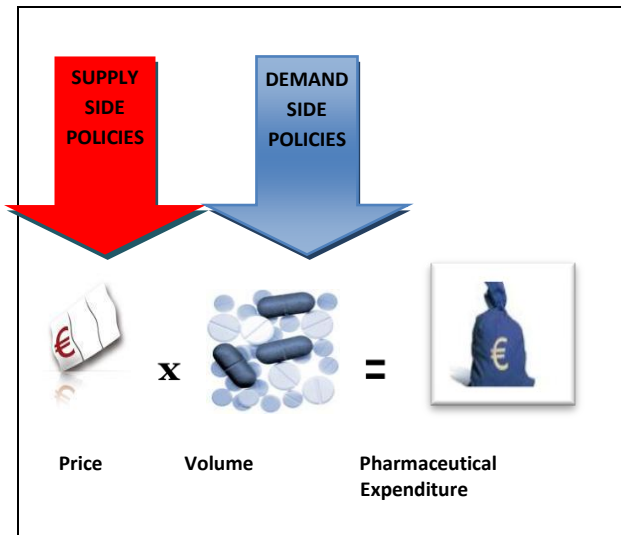 SUPPLY
SIDE
POLICIES
DEMAND
SIDE
POLICIES
€
x
=
€
Price
Volume
Pharmaceutical
Expenditure